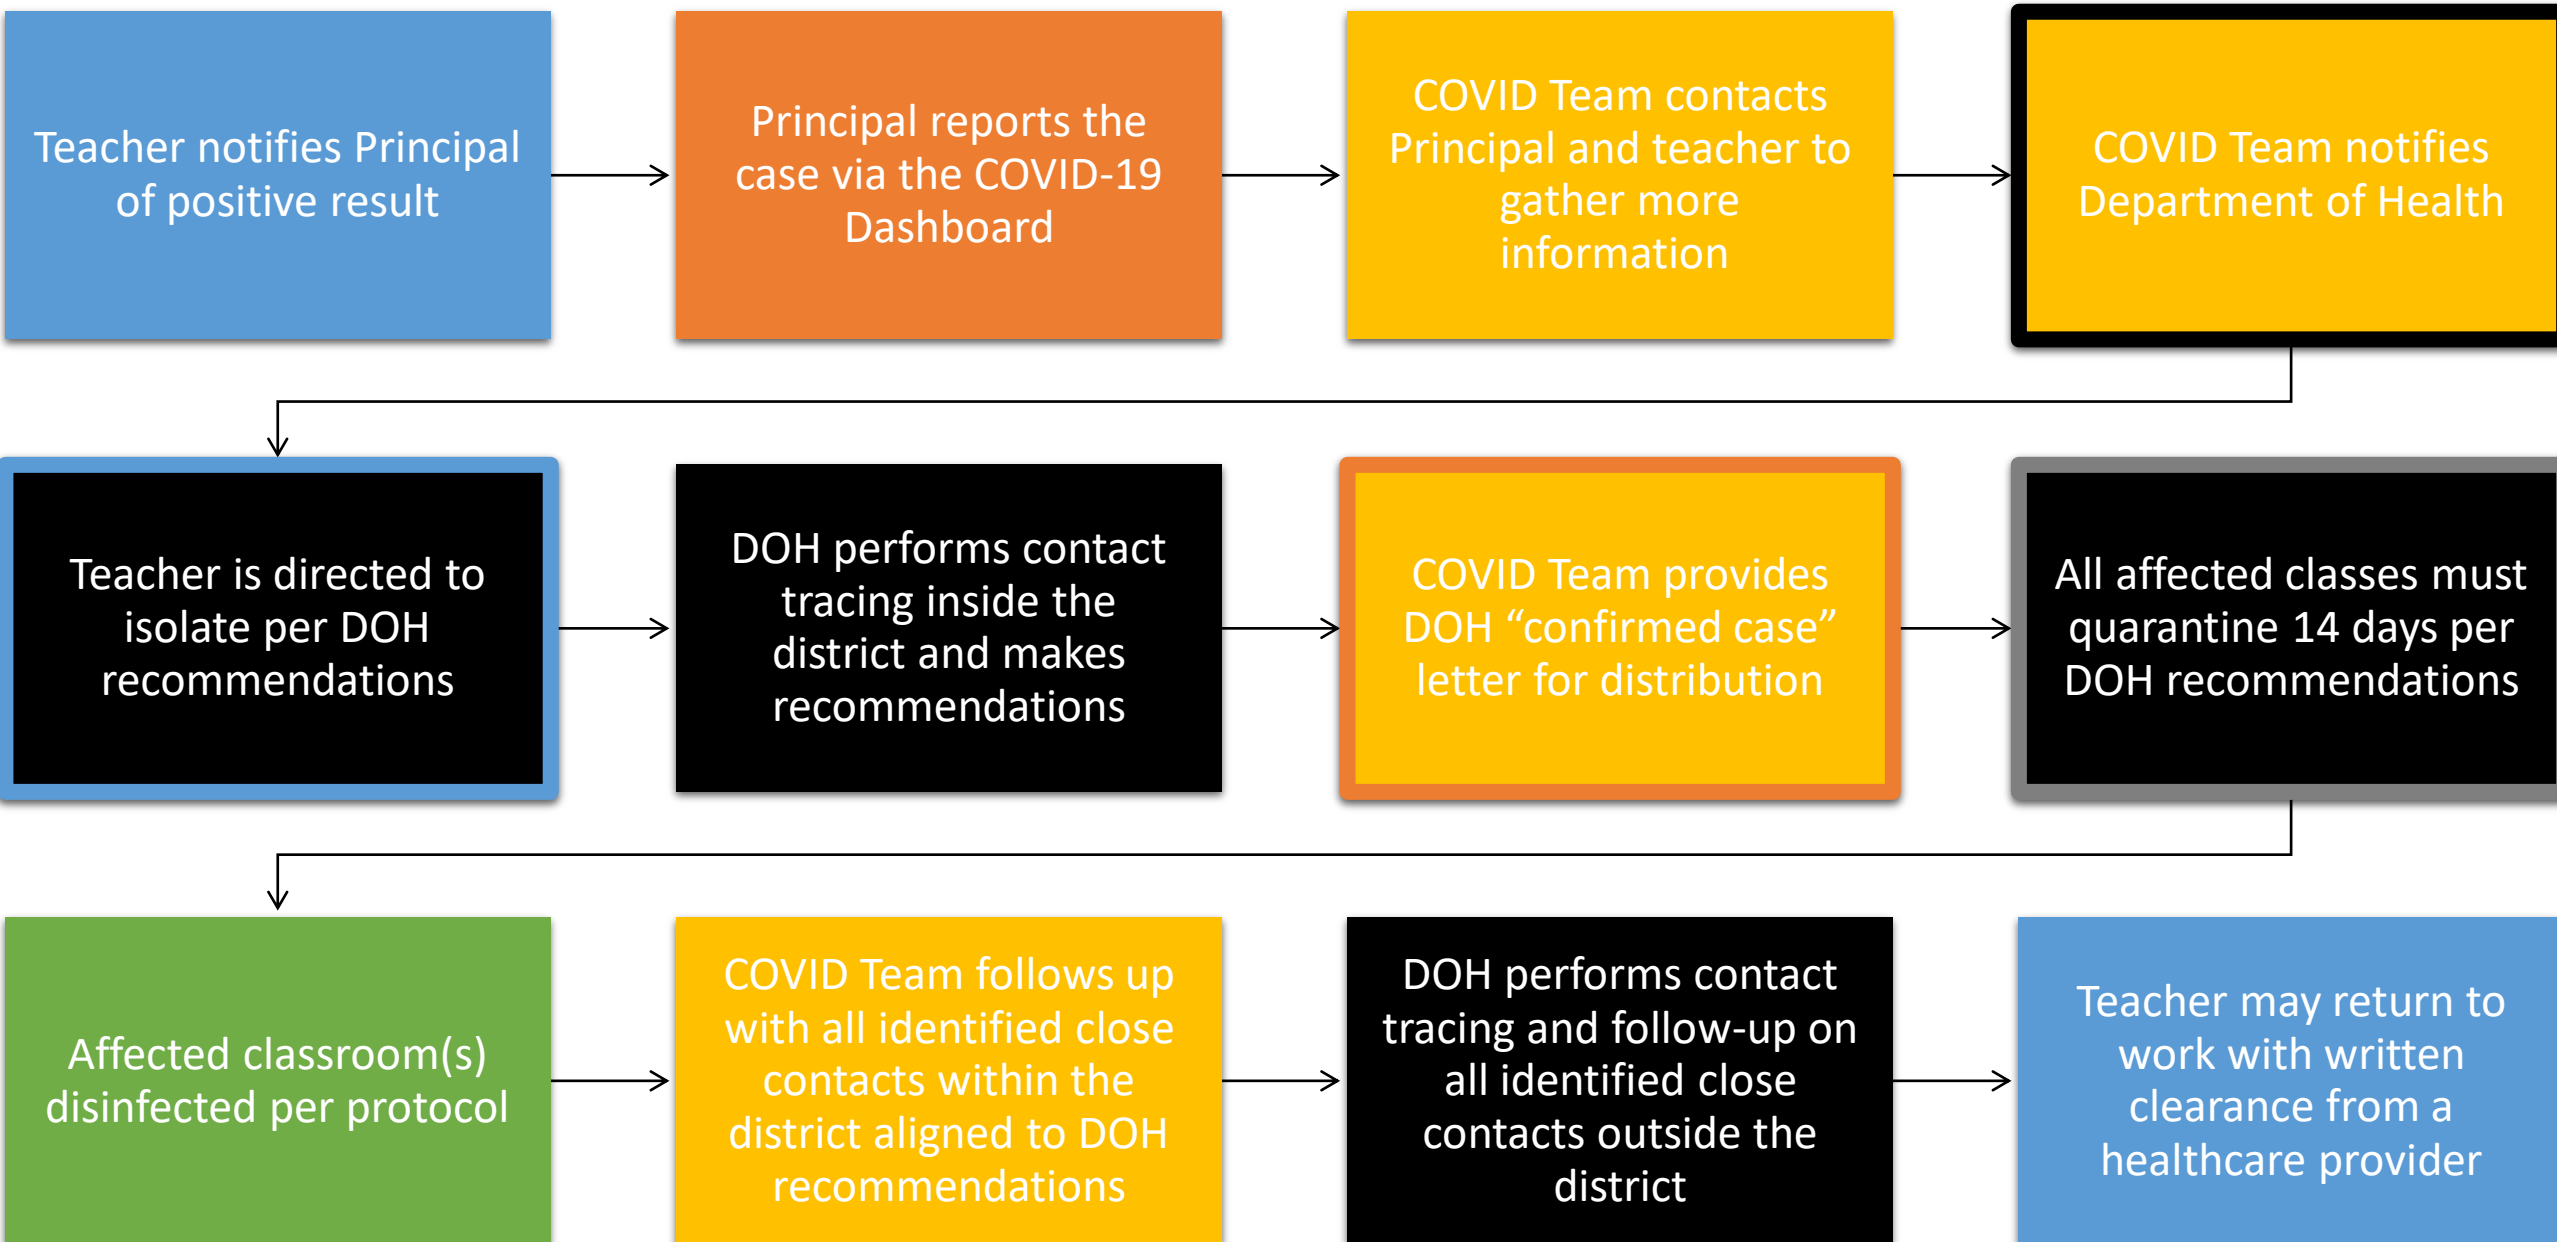 Teacher notifies Principal
of positive result
Principal reports the
case via the COVID-19
Dashboard
COVID Team contacts
Principal and teacher to
gather more
information
COVID Team notifies
Department of Health
Teacher is directed to
isolate per DOH
recommendations
DOH performs contact
tracing inside the
district and makes
recommendations
COVID Team provides
DOH “confirmed case”
letter for distribution
All affected classes must
quarantine 14 days per
DOH recommendations
Affected classroom(s)
disinfected per protocol
COVID Team follows up
with all identified close
contacts within the
district aligned to DOH
recommendations
DOH performs contact
tracing and follow-up on
all identified close
contacts outside the
district
Teacher may return to
work with written
clearance from a
healthcare provider